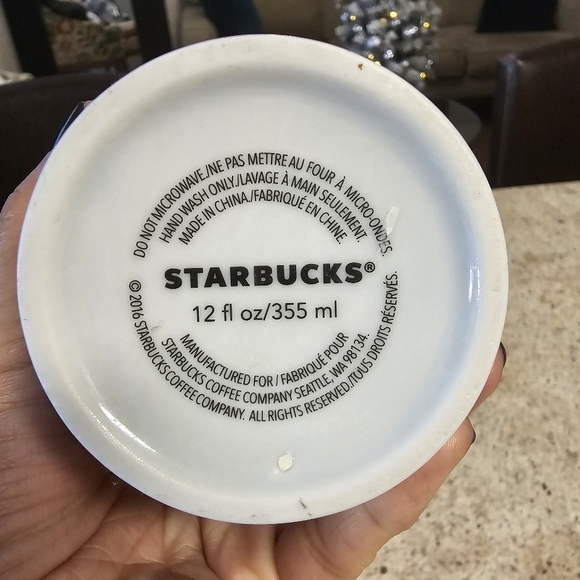 DO NOT MICROWAVE./NE PAS METTRE AU FOUR À MICRO-ONDES.
HAND WASH ONLY./LAVAGE À MAIN SEULEMENT.
MADE IN CHINA./FABRIQUÉ EN CHINE.
STARBUCKS®
12 fl oz/355 ml
MANUFACTURED FOR / FABRIQUÉ POUR
STARBUCKS COFFEE COMPANY SEATTLE, WA 98134.
© 2016 STARBUCKS COFFEE COMPANY. ALL RIGHTS RESERVED./TOUS DROITS RÉSERVÉS.